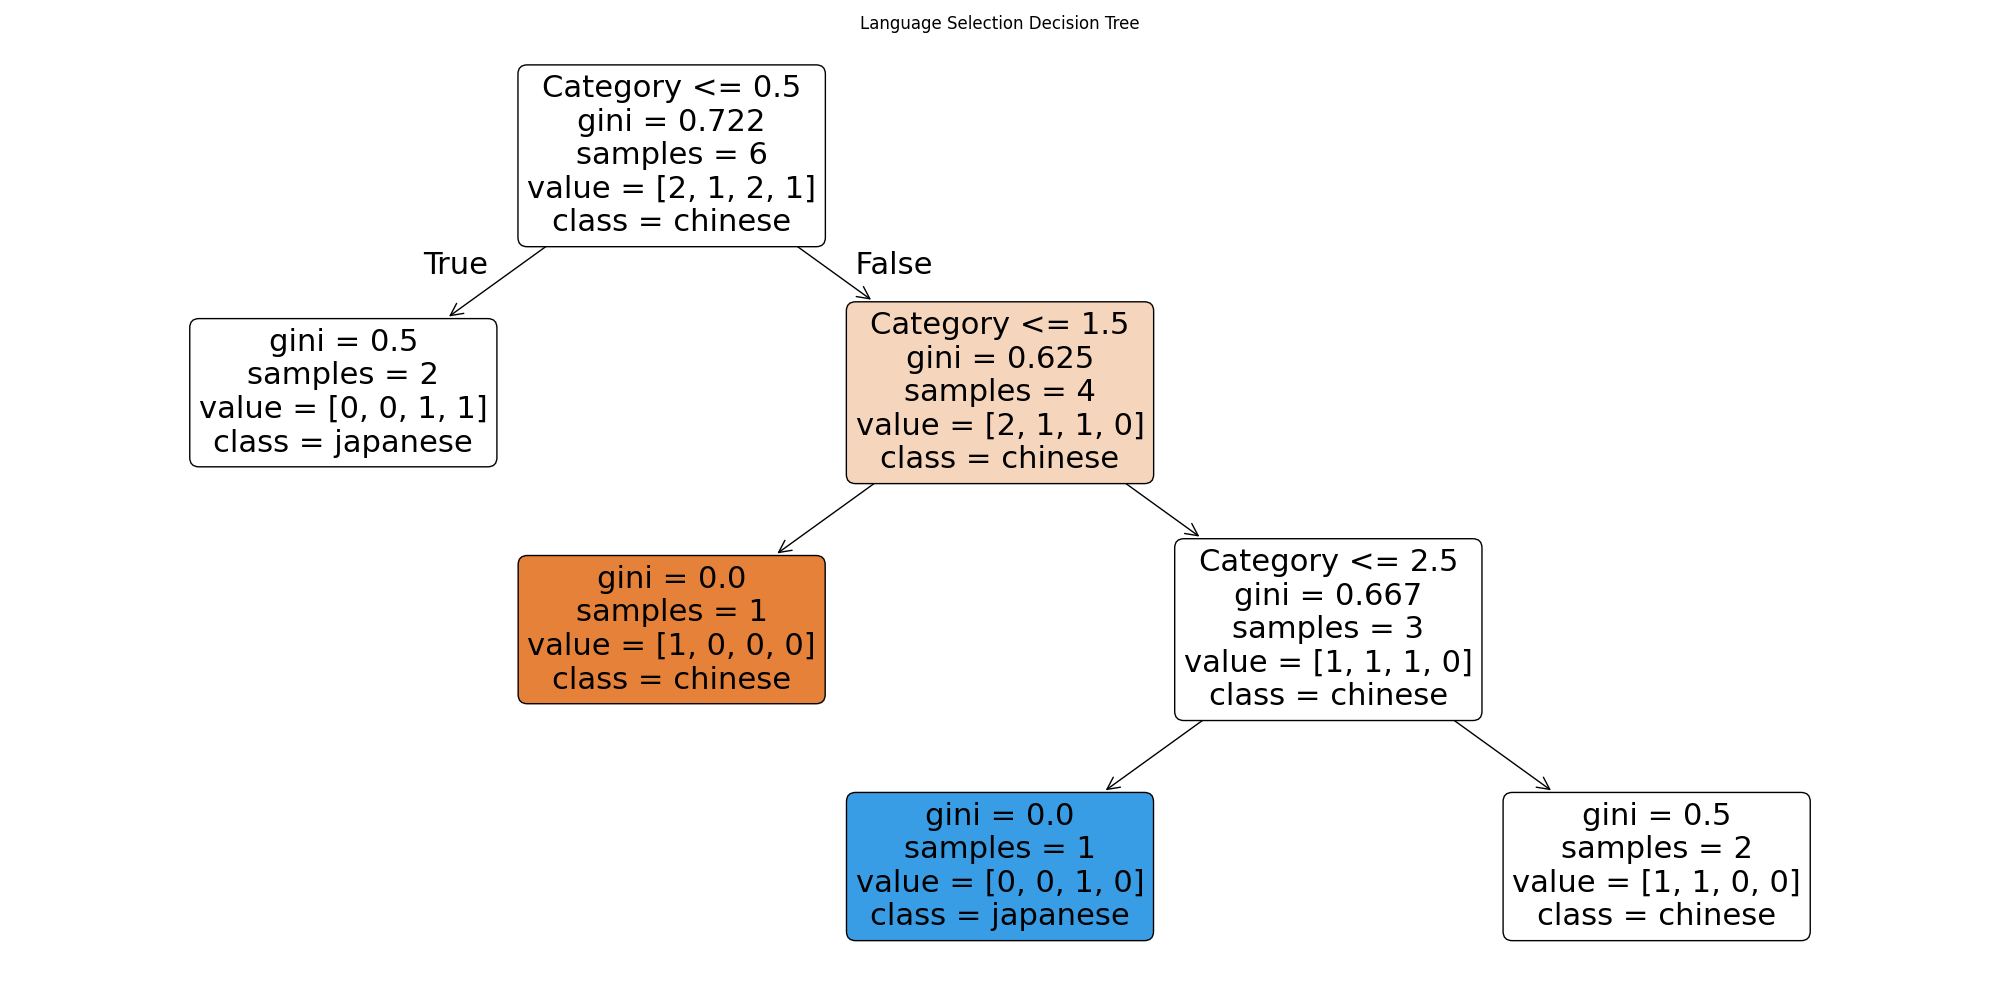 Language Selection Decision Tree
Category <= 0.5
gini = 0.722
samples = 6
value = [2, 1, 2, 1]
class = chinese
True
False
gini = 0.5
samples = 2
value = [0, 0, 1, 1]
class = japanese
Category <= 1.5
gini = 0.625
samples = 4
value = [2, 1, 1, 0]
class = chinese
gini = 0.0
samples = 1
value = [1, 0, 0, 0]
class = chinese
Category <= 2.5
gini = 0.667
samples = 3
value = [1, 1, 1, 0]
class = chinese
gini = 0.0
samples = 1
value = [0, 0, 1, 0]
class = japanese
gini = 0.5
samples = 2
value = [1, 1, 0, 0]
class = chinese